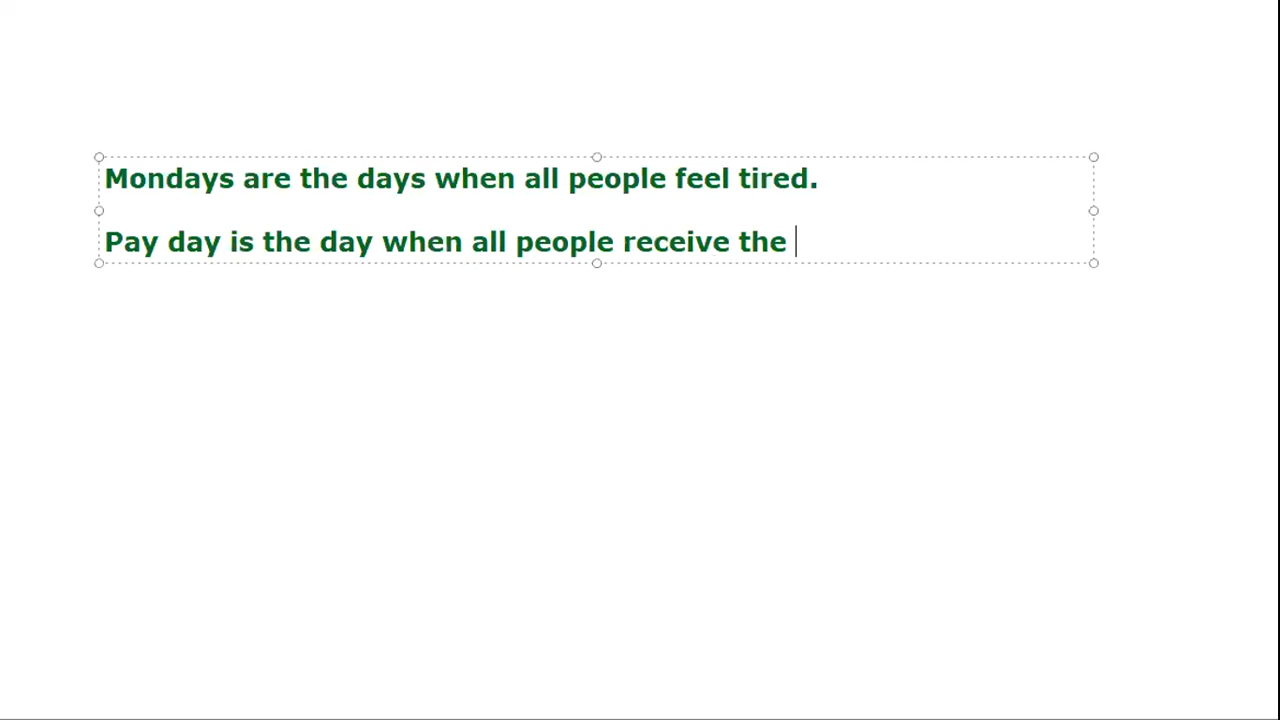 Mondays are the days when all people feel tired.
Pay day is the day when all people receive the